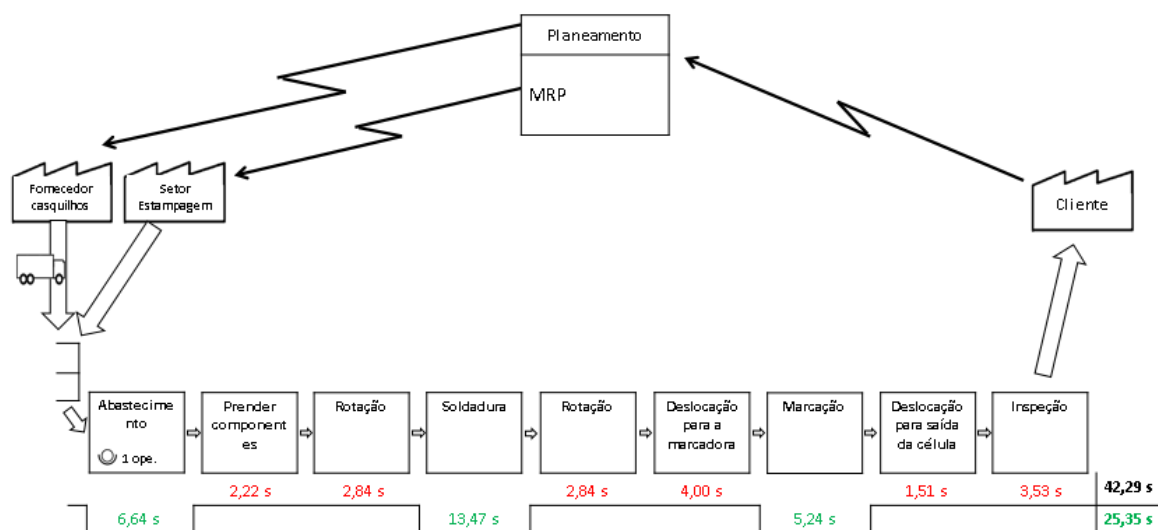 Planeamento
MRP
Fornecedor
casquilhos
Setor
Estampagem
Cliente
Abastecime
nto
1 ope.
Prender
component
es
Rotação
Soldadura
Rotação
Deslocação
para a
marcadora
Marcação
Deslocação
para saída
da célula
Inspeção
2,22 s
2,84 s
2,84 s
4,00 s
1,51 s
3,53 s
42,29 s
6,64 s
13,47 s
5,24 s
25,35 s